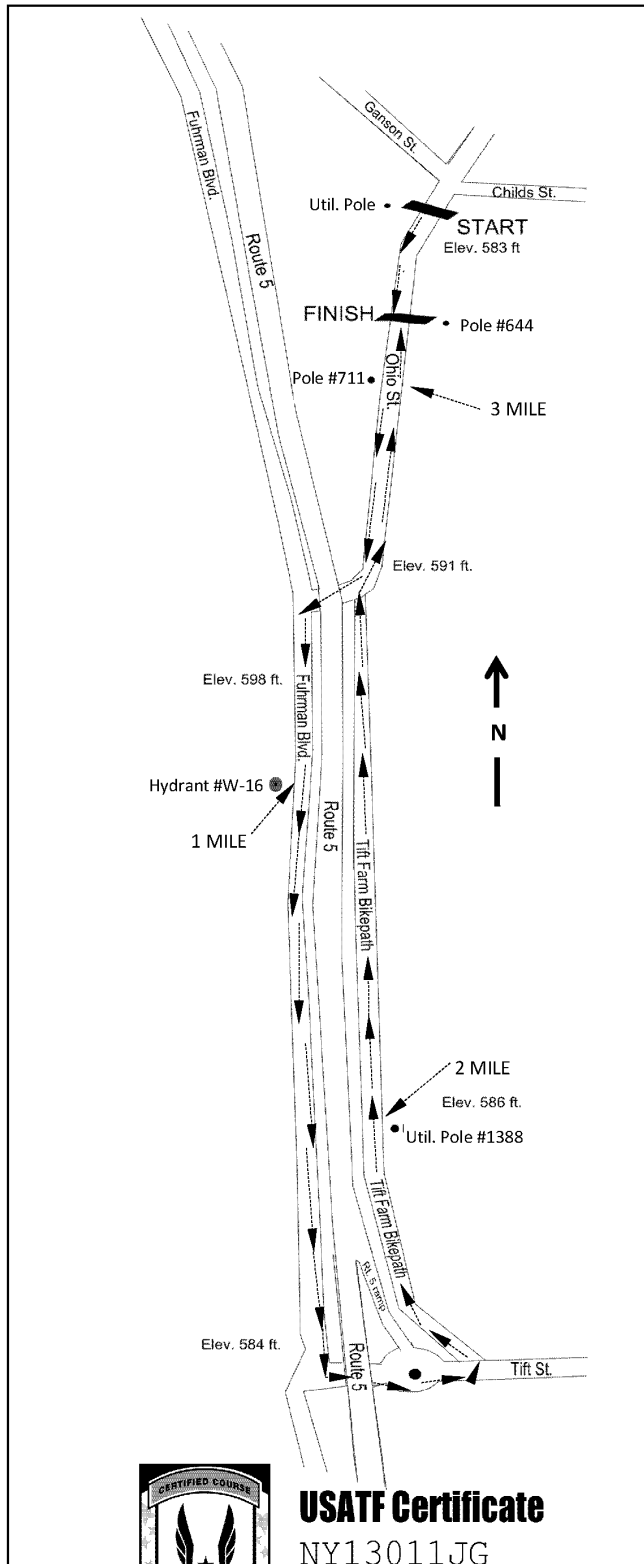 Fuhrman Blvd.
Ganson St.
Childs St.
Util. Pole
START
Elev. 583 ft
Route 5
FINISH
Pole #644
Pole #711
Ohio St.
3 MILE
Elev. 591 ft.
Elev. 598 ft.
Fuhrman Blvd.
N
Hydrant #W-16
1 MILE
Route 5
Tift Farm Bikepath
2 MILE
Elev. 586 ft.
Util. Pole #1388
Tift Farm Bikepath
Rt. 5 ramp
Elev. 584 ft.
Route 5
Tift St.
CERTIFIED COURSE
USATF Certificate
NY13011JG